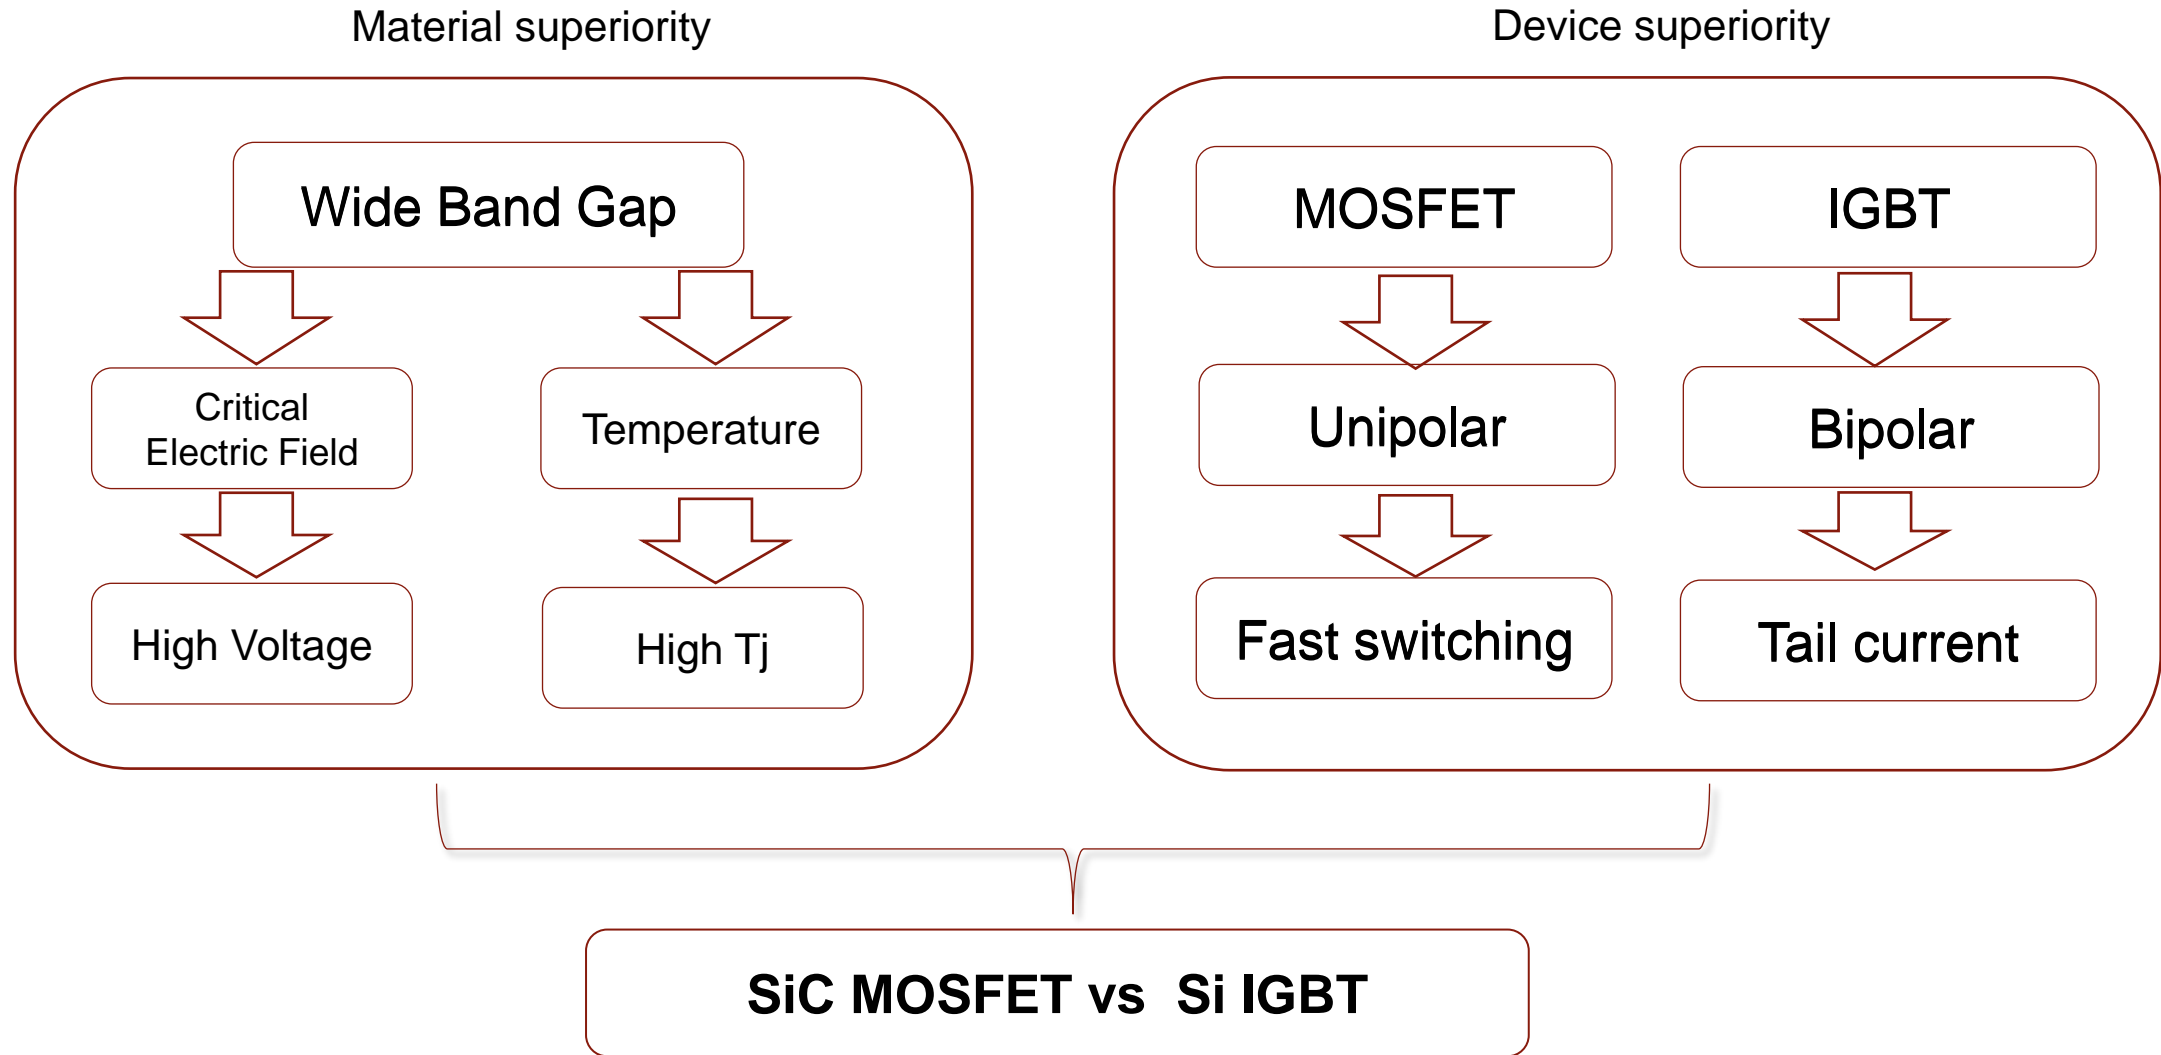 Material superiority
Wide Band Gap
Critical
Electric Field
Temperature
High Voltage
High Tj
Device superiority
MOSFET
IGBT
Unipolar
Bipolar
Fast switching
Tail current
SiC MOSFET vs  Si IGBT